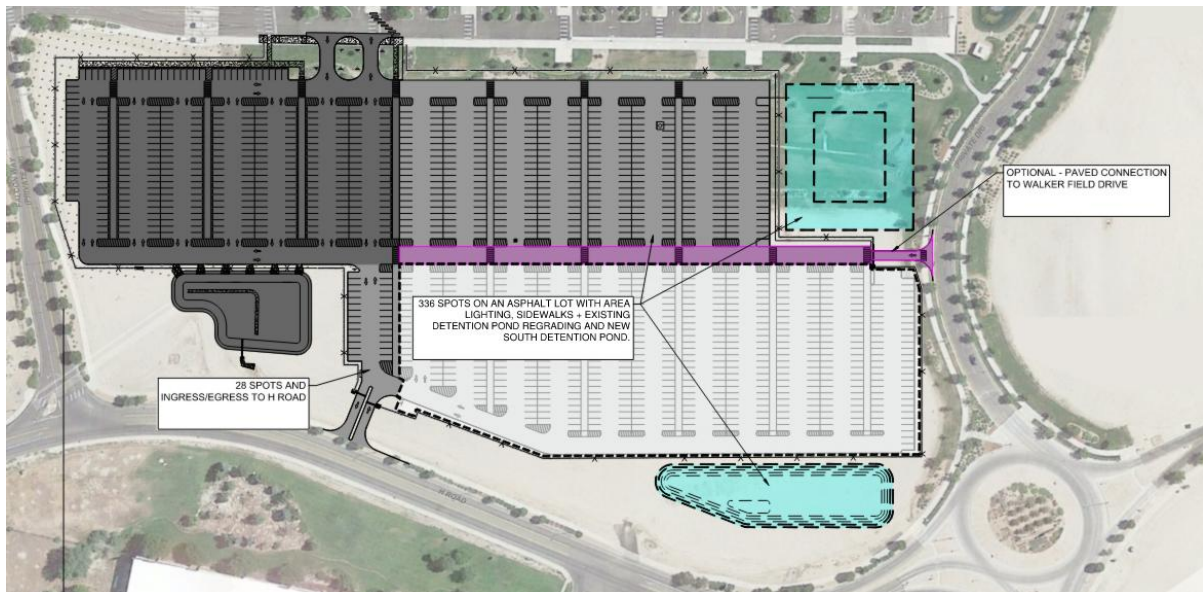 OPTIONAL - PAVED CONNECTION
TO WALKER FIELD DRIVE
336 SPOTS ON AN ASPHALT LOT WITH AREA
LIGHTING, SIDEWALKS + EXISTING
DETENTION POND REGRADING AND NEW
SOUTH DETENTION POND.
28 SPOTS AND
INGRESS/EGRESS TO H ROAD
H ROAD